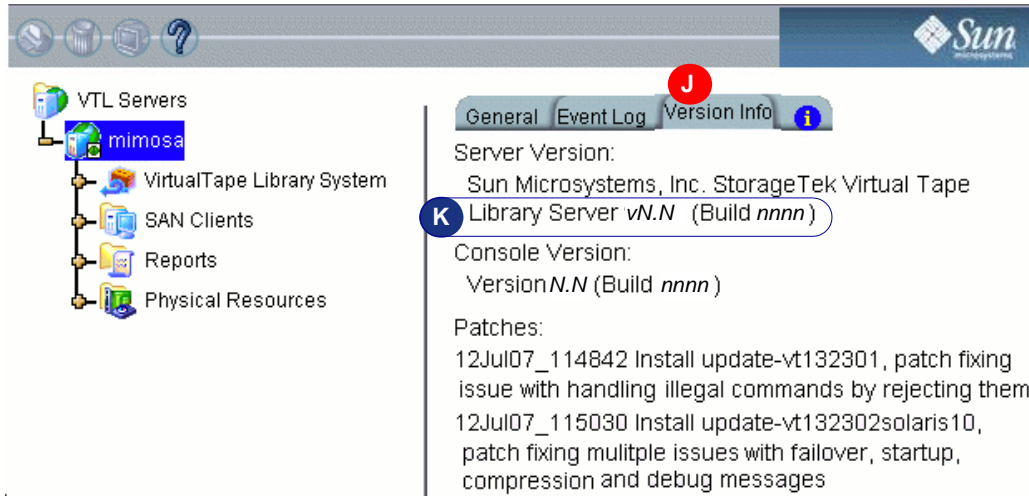 Sun
microsystems
J
VTL Servers
mimosa
VirtualTape Library System
SAN Clients
Reports
Physical Resources
General Event Log Version Info i
Server Version:
Sun Microsystems, Inc. StorageTek Virtual Tape
K Library Server vN.N (Build nnnn)
Console Version:
Version N.N (Build nnnn)
Patches:
12Jul07_114842 Install update-vt132301, patch fixing
issue with handling illegal commands by rejecting them
12Jul07_115030 Install update-vt132302solaris10,
patch fixing mulitple issues with failover, startup,
compression and debug messages